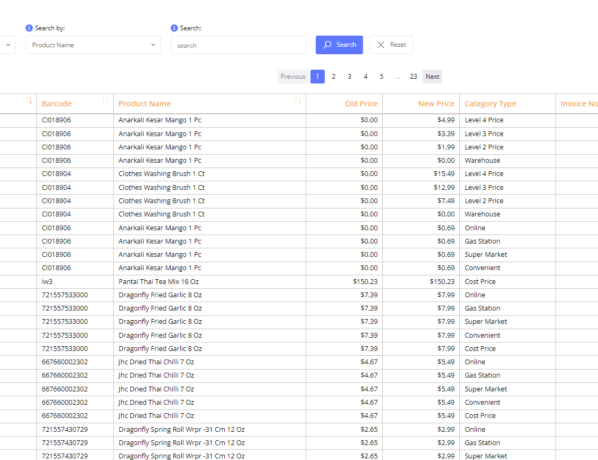 Search by: Search:
Product Name search Search Reset
Previous 1 2 3 4 5 ... 23 Next
Barcode Product Name Old Price New Price Category Type Invoice No
CI018906 Anarkali Kesar Mango 1 Pc $0.00 $4.99 Level 4 Price
CI018906 Anarkali Kesar Mango 1 Pc $0.00 $3.39 Level 3 Price
CI018906 Anarkali Kesar Mango 1 Pc $0.00 $1.99 Level 2 Price
CI018906 Anarkali Kesar Mango 1 Pc $0.00 $0.00 Warehouse
CI018904 Clothes Washing Brush 1 Ct $0.00 $15.49 Level 4 Price
CI018904 Clothes Washing Brush 1 Ct $0.00 $12.99 Level 3 Price
CI018904 Clothes Washing Brush 1 Ct $0.00 $7.49 Level 2 Price
CI018904 Clothes Washing Brush 1 Ct $0.00 $0.00 Warehouse
CI018906 Anarkali Kesar Mango 1 Pc $0.00 $0.69 Online
CI018906 Anarkali Kesar Mango 1 Pc $0.00 $0.69 Gas Station
CI018906 Anarkali Kesar Mango 1 Pc $0.00 $0.69 Super Market
CI018906 Anarkali Kesar Mango 1 Pc $0.00 $0.69 Convenient
lw3 Pantai Thai Tea Mix 16 Oz $150.23 $150.23 Cost Price
721557533000 Dragonfly Fried Garlic 8 Oz $7.39 $7.99 Online
721557533000 Dragonfly Fried Garlic 8 Oz $7.39 $7.99 Gas Station
721557533000 Dragonfly Fried Garlic 8 Oz $7.39 $7.99 Super Market
721557533000 Dragonfly Fried Garlic 8 Oz $7.39 $7.99 Convenient
721557533000 Dragonfly Fried Garlic 8 Oz $7.39 $7.99 Cost Price
667660002302 Jhc Dried Thai Chilli 7 Oz $4.67 $5.49 Online
667660002302 Jhc Dried Thai Chilli 7 Oz $4.67 $5.49 Gas Station
667660002302 Jhc Dried Thai Chilli 7 Oz $4.67 $5.49 Super Market
667660002302 Jhc Dried Thai Chilli 7 Oz $4.67 $5.49 Convenient
667660002302 Jhc Dried Thai Chilli 7 Oz $4.67 $5.49 Cost Price
721557430729 Dragonfly Spring Roll Wrpr -31 Cm 12 Oz $2.65 $2.99 Online
721557430729 Dragonfly Spring Roll Wrpr -31 Cm 12 Oz $2.65 $2.99 Gas Station
721557430729 Dragonfly Spring Roll Wrpr -31 Cm 12 Oz $2.65 $2.99 Super Market